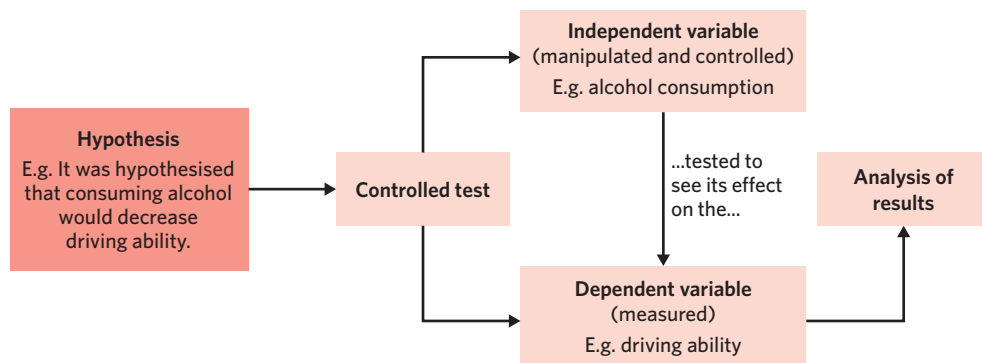 Hypothesis
E.g. It was hypothesised
that consuming alcohol
would decrease
driving ability.
Controlled test
Independent variable
(manipulated and controlled)
E.g. alcohol consumption
...tested to
see its effect
on the...
Dependent variable
(measured)
E.g. driving ability
Analysis of
results